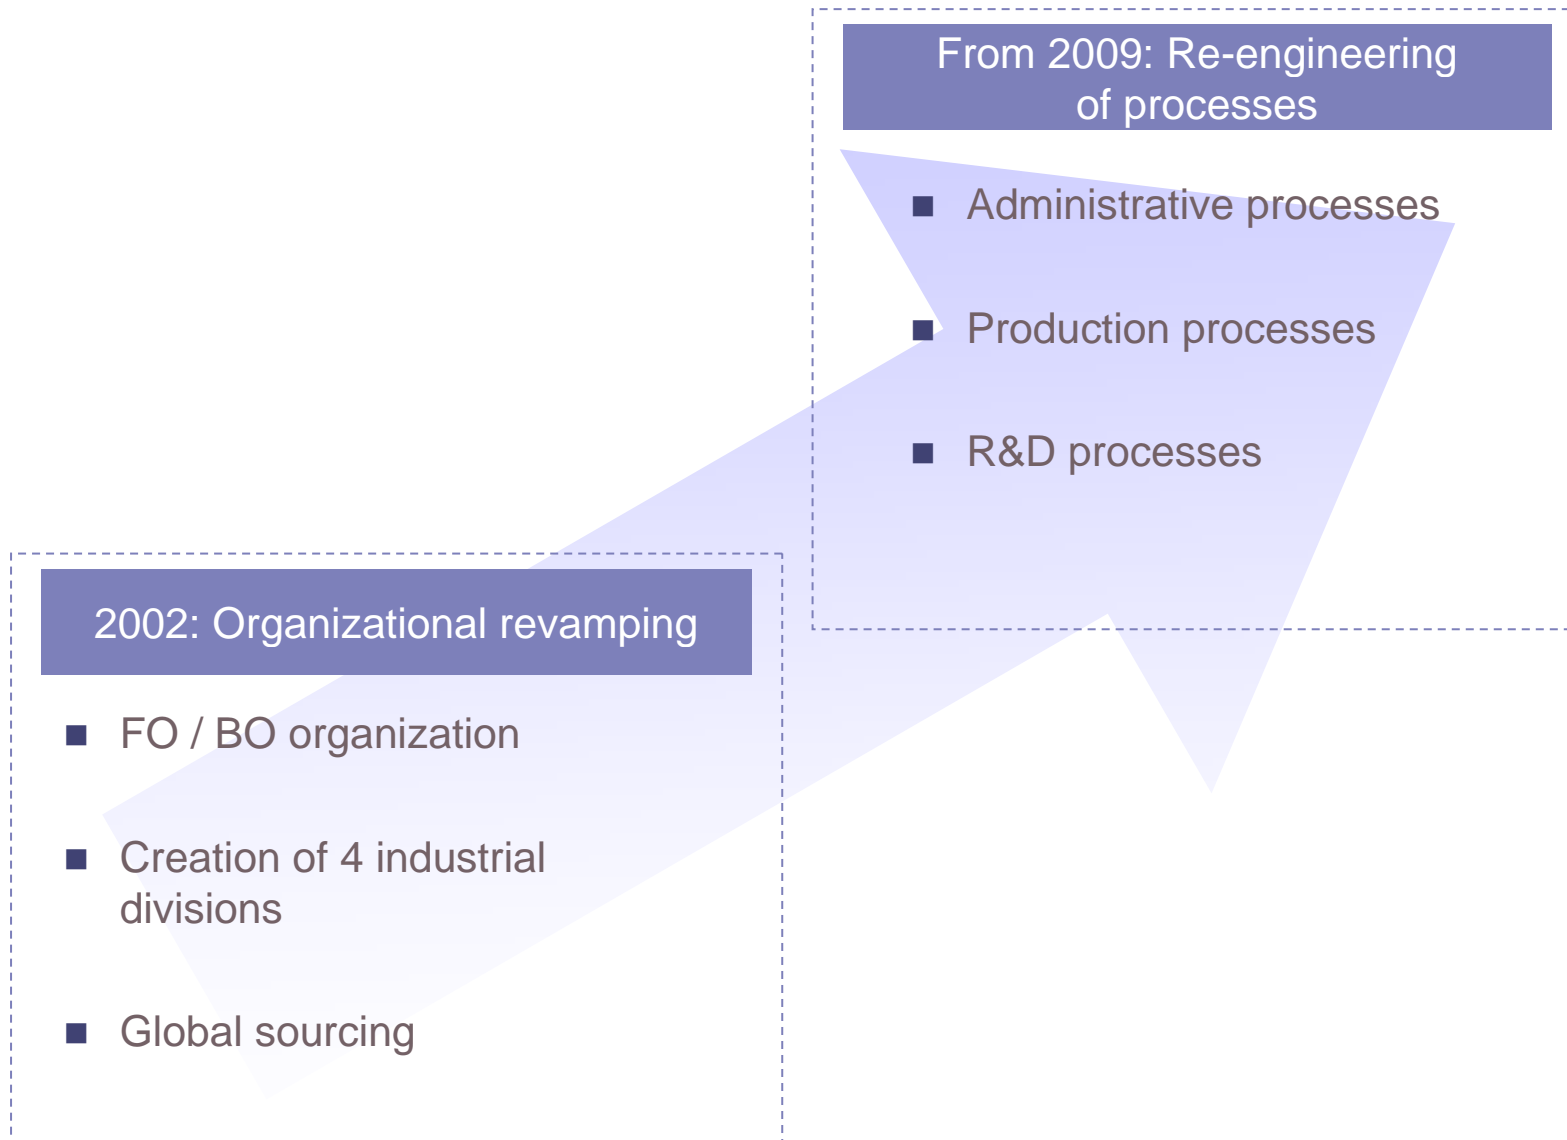 From 2009: Re-engineering
of processes
■ Administrative processes
■ Production processes
■ R&D processes
2002: Organizational revamping
■ FO / BO organization
■ Creation of 4 industrial
divisions
■ Global sourcing